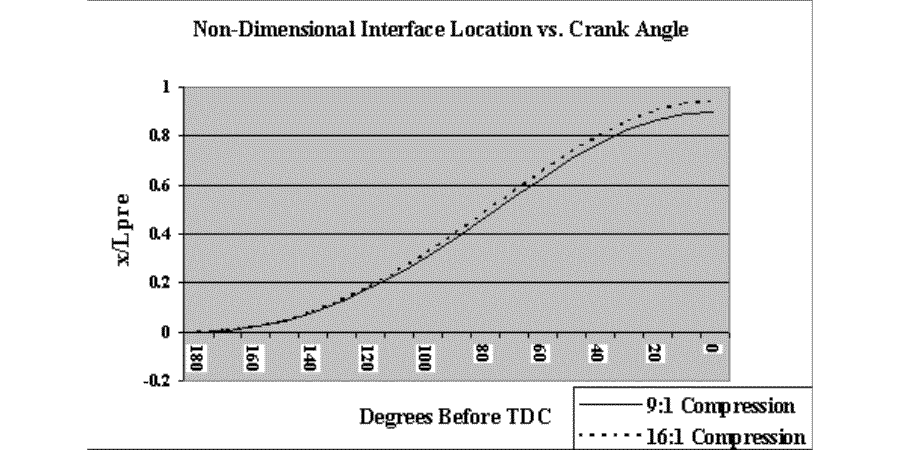 Non-Dimensional Interface Location vs. Crank Angle
1
0.8
0.6
0.4
0.2
0
-0.2
x/Lpre
180 160 140 120 100 80 60 40 20 0
Degrees Before TDC
9:1 Compression
16:1 Compression